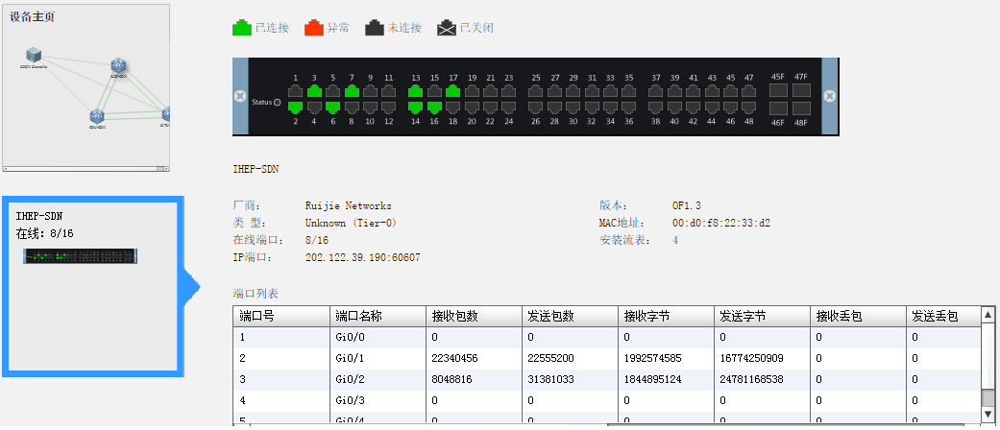 设备主页
已连接 异常 未连接 已关闭
1 3 5 7 9 11 13 15 17 19 21 23 25 27 29 31 33 35 37 39 41 43 45 47 45F 47F
Status
2 4 6 8 10 12 14 16 18 20 22 24 26 28 30 32 34 36 38 40 42 44 46 48 46F 48F
IHEP-SDN
在线: 8/16
IHEP-SDN
厂商: Ruijie Networks 版本: OF1.3
类 型: Unknown (Tier-0) MAC地址: 00:d0:f8:22:33:d2
在线端口: 8/16 安装流表: 4
IP端口: 202.122.39.190:60607
端口列表
端口号 端口名称 接收包数 发送包数 接收字节 发送字节 接收丢包 发送丢包
1 Gi0/0 0 0 0 0 0 0
2 Gi0/1 22340456 22555200 1992574585 16774250909 0 0
3 Gi0/2 8048816 31381033 1844895124 24781168538 0 0
4 Gi0/3 0 0 0 0 0 0
5 Gi0/4 0 0 0 0 0 0